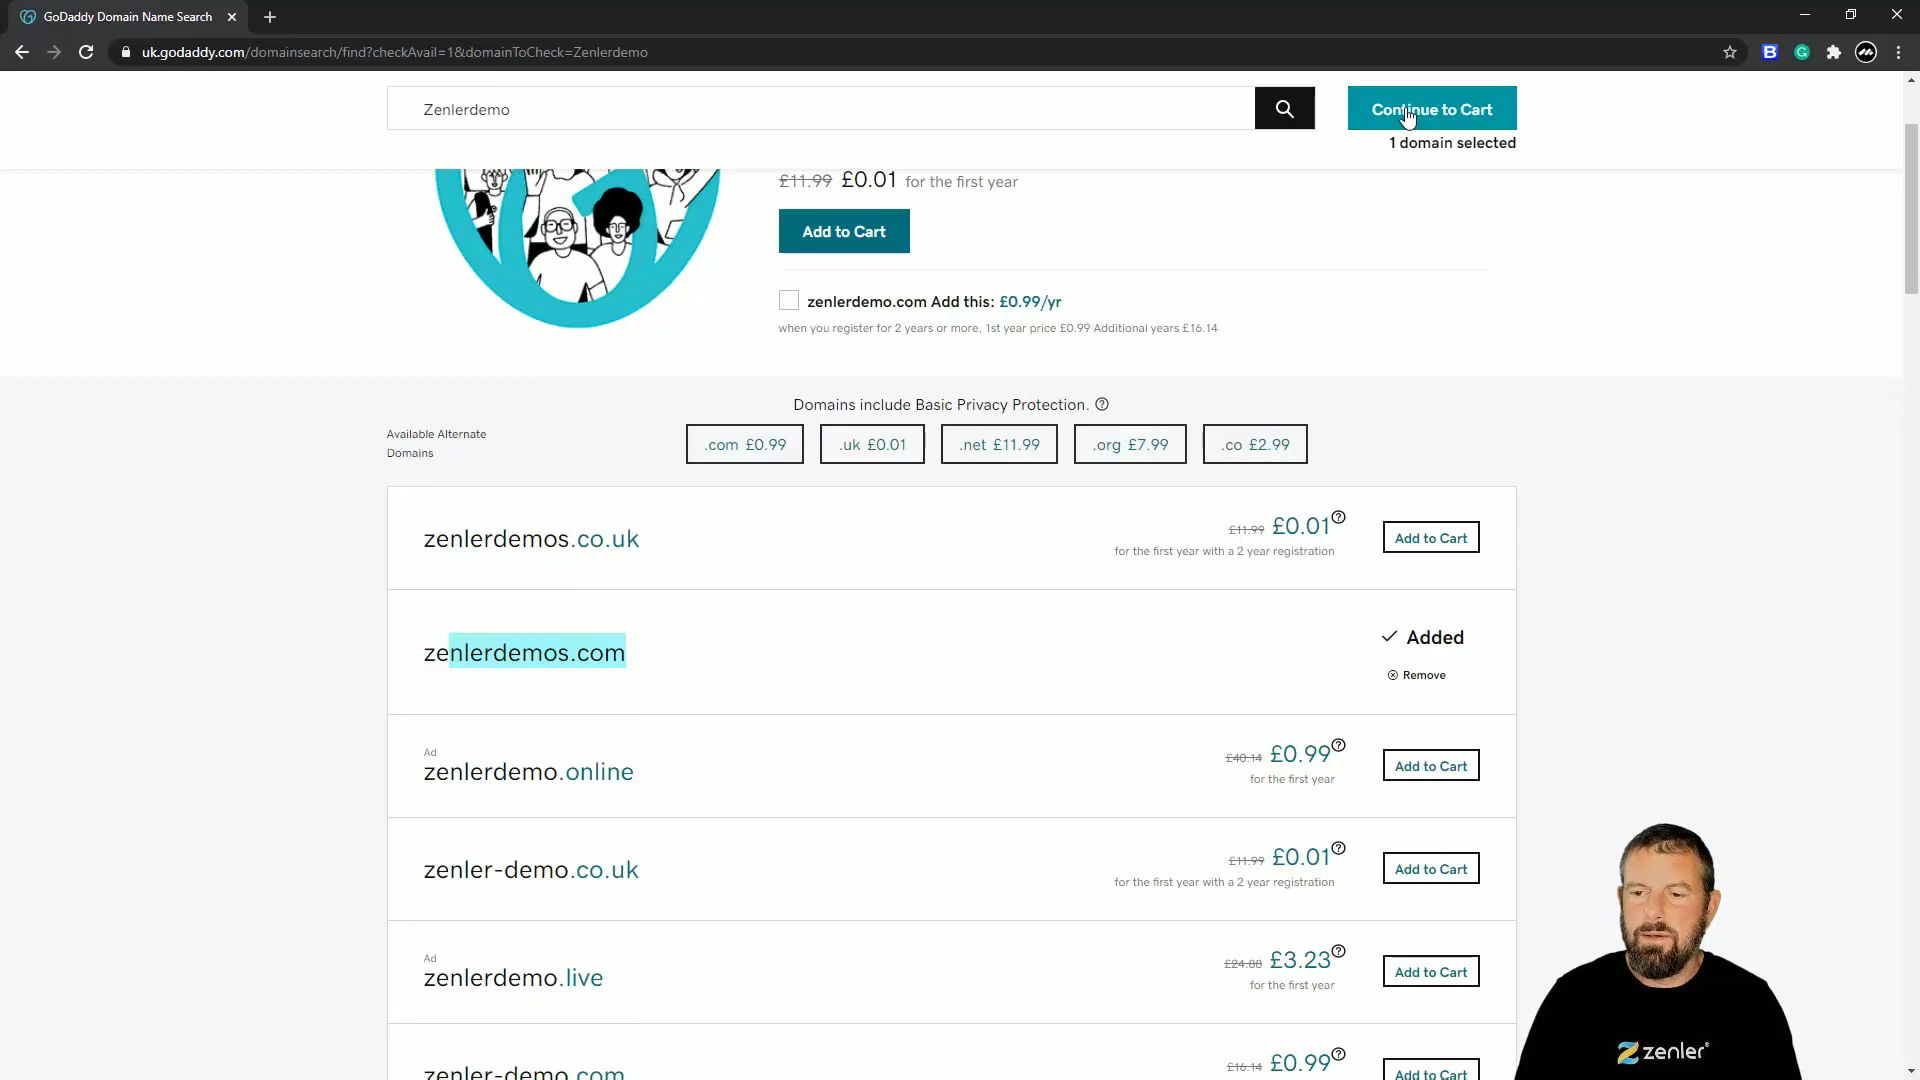 GoDaddy Domain Name Search
uk.godaddy.com/domainsearch/find?checkAvail=1&domainToCheck=Zenlerdemo
Zenlerdemo
Continue to Cart
1 domain selected
£11.99 £0.01 for the first year
Add to Cart
zenlerdemo.com Add this: £0.99/yr
when you register for 2 years or more. 1st year price £0.99 Additional years £16.14
Domains include Basic Privacy Protection.
Available Alternate
Domains
.com £0.99
.uk £0.01
.net £11.99
.org £7.99
.co £2.99
zenlerdemos.co.uk
£11.99 £0.01
for the first year with a 2 year registration
Add to Cart
zenlerdemos.com
Added
Remove
Ad
zenlerdemo.online
£40.14 £0.99
for the first year
Add to Cart
zenler-demo.co.uk
£11.99 £0.01
for the first year with a 2 year registration
Add to Cart
Ad
zenlerdemo.live
£24.88 £3.23
for the first year
Add to Cart
zenler-demo.com
£16.14 £0.99
Add to Cart
zenler